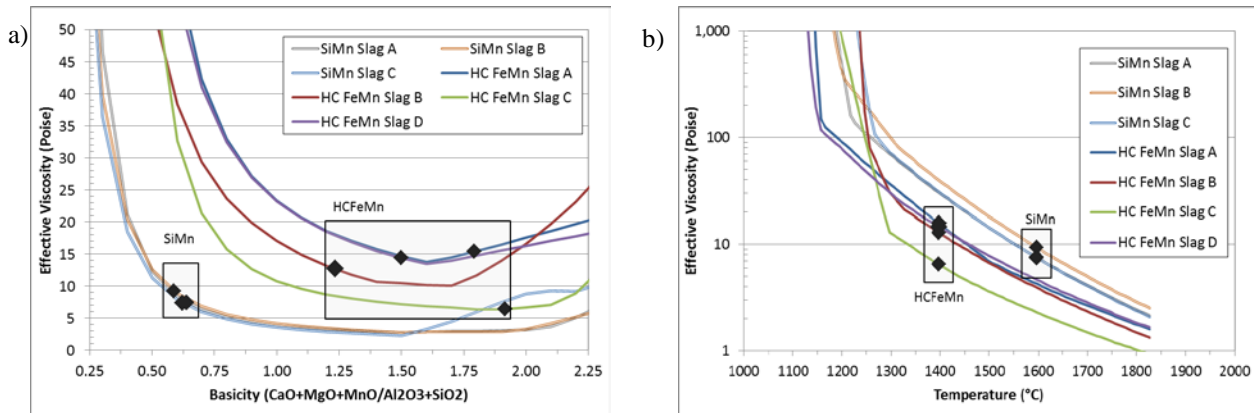 a)
50
45
40
35
30
25
20
15
10
5
0
Effective Viscosity (Poise)
SiMn Slag A SiMn Slag B
SiMn Slag C HC FeMn Slag A
HC FeMn Slag B HC FeMn Slag C
HC FeMn Slag D
HCFeMn
SiMn
0.25 0.50 0.75 1.00 1.25 1.50 1.75 2.00 2.25
Basicity (CaO+MgO+MnO/Al2O3+SiO2)
b)
1,000
100
10
1
Effective Viscosity (Poise)
SiMn Slag A
SiMn Slag B
SiMn Slag C
HC FeMn Slag A
HC FeMn Slag B
HC FeMn Slag C
HC FeMn Slag D
SiMn
HCFeMn
1000 1100 1200 1300 1400 1500 1600 1700 1800 1900 2000
Temperature (°C)